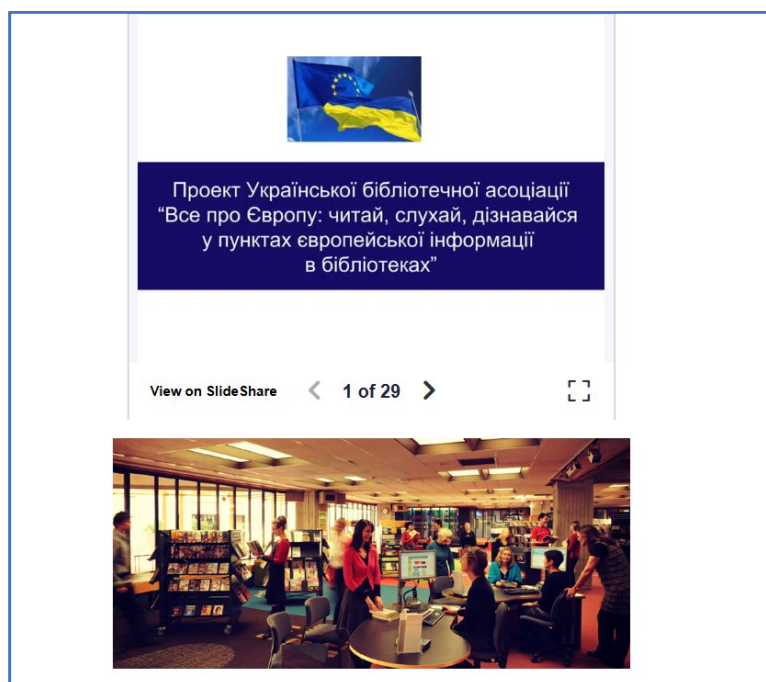 Проект Української бібліотечної асоціації
“Все про Європу: читай, слухай, дізнавайся
у пунктах європейської інформації
в бібліотеках”
View on SlideShare
1 of 29